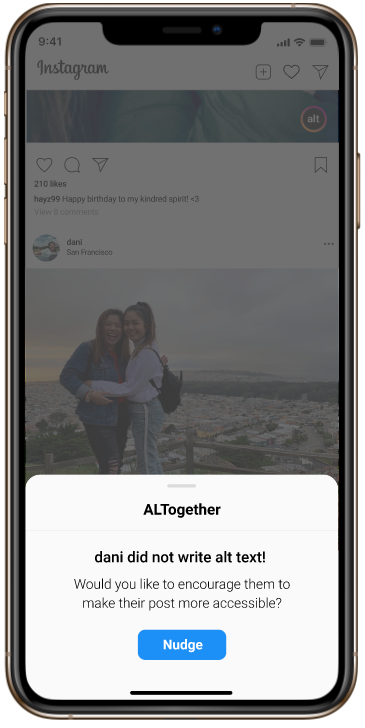 9:41
Instagram
alt
210 likes
hayz99 Happy birthday to my kindred spirit! <3
View 8 comments
dani
San Francisco
ALTogether
dani did not write alt text!
Would you like to encourage them to
make their post more accessible?
Nudge